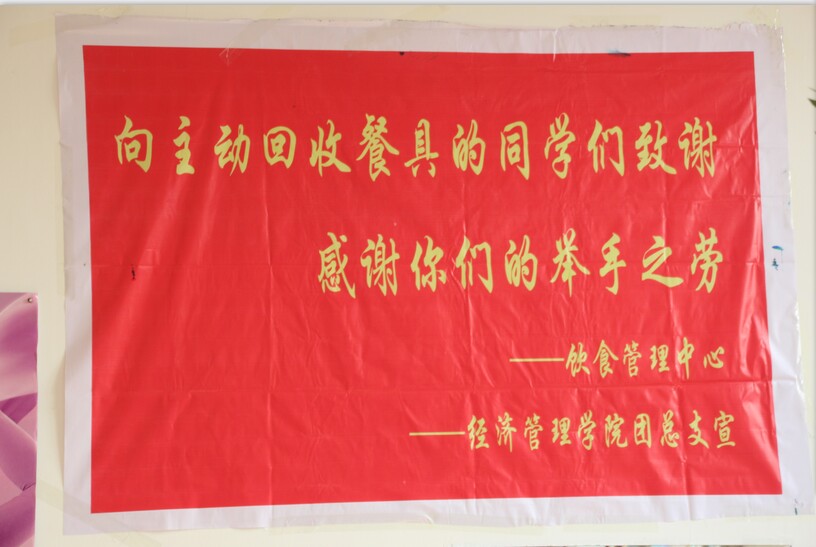 向主动回收餐具的同学们致谢
感谢你们的举手之劳
——饮食管理中心
——经济管理学院团总支宣